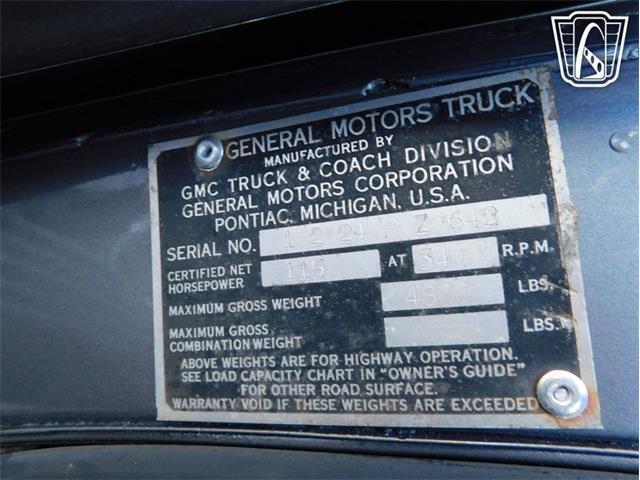 GENERAL MOTORS TRUCK
MANUFACTURED BY
GMC TRUCK & COACH DIVISION
GENERAL MOTORS CORPORATION
PONTIAC, MICHIGAN, U.S.A.
SERIAL NO.
CERTIFIED NET HORSEPOWER 115 AT R.P.M.
MAXIMUM GROSS WEIGHT LBS.
MAXIMUM GROSS COMBINATION WEIGHT LBS.
ABOVE WEIGHTS ARE FOR HIGHWAY OPERATION.
SEE LOAD CAPACITY CHART IN "OWNER'S GUIDE"
FOR OTHER ROAD SURFACE.
WARRANTY VOID IF THESE WEIGHTS ARE EXCEEDED